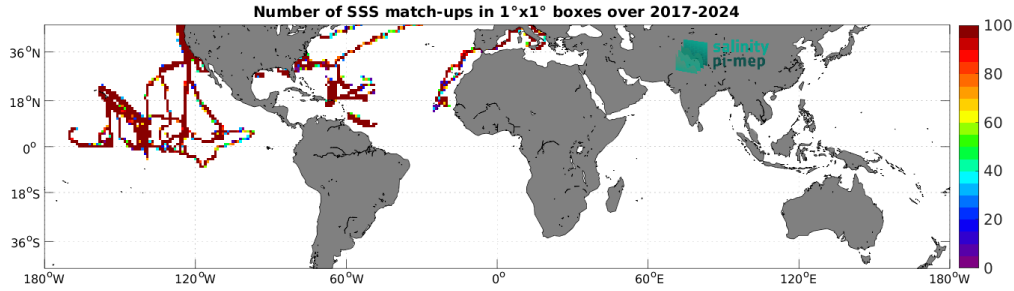 Number of SSS match-ups in 1°x1° boxes over 2017-2024
36°N
18°N
0°
18°S
36°S
180°W
120°W
60°W
0°
60°E
120°E
180°W
salinity
pi-mep
100
80
60
40
20
0